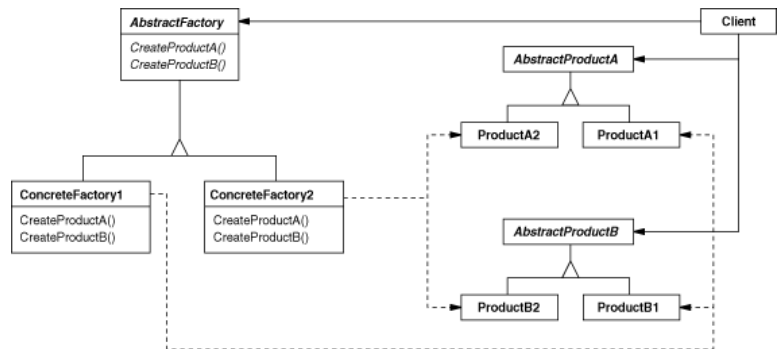 AbstractFactory
CreateProductA()
CreateProductB()
Client
AbstractProductA
ProductA2
ProductA1
ConcreteFactory1
CreateProductA()
CreateProductB()
ConcreteFactory2
CreateProductA()
CreateProductB()
AbstractProductB
ProductB2
ProductB1